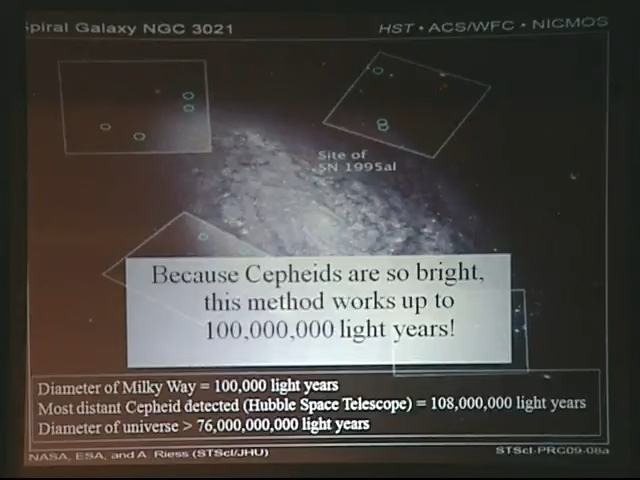 piral Galaxy NGC 3021
HST • ACS/WFC • NICMOS
Site of
SN 1995al
Because Cepheids are so bright,
this method works up to
100,000,000 light years!
Diameter of Milky Way = 100,000 light years
Most distant Cepheid detected (Hubble Space Telescope) = 108,000,000 light years
Diameter of universe > 76,000,000,000 light years
NASA, ESA, and A. Riess (STScI/JHU)
STScI-PRC09-08a